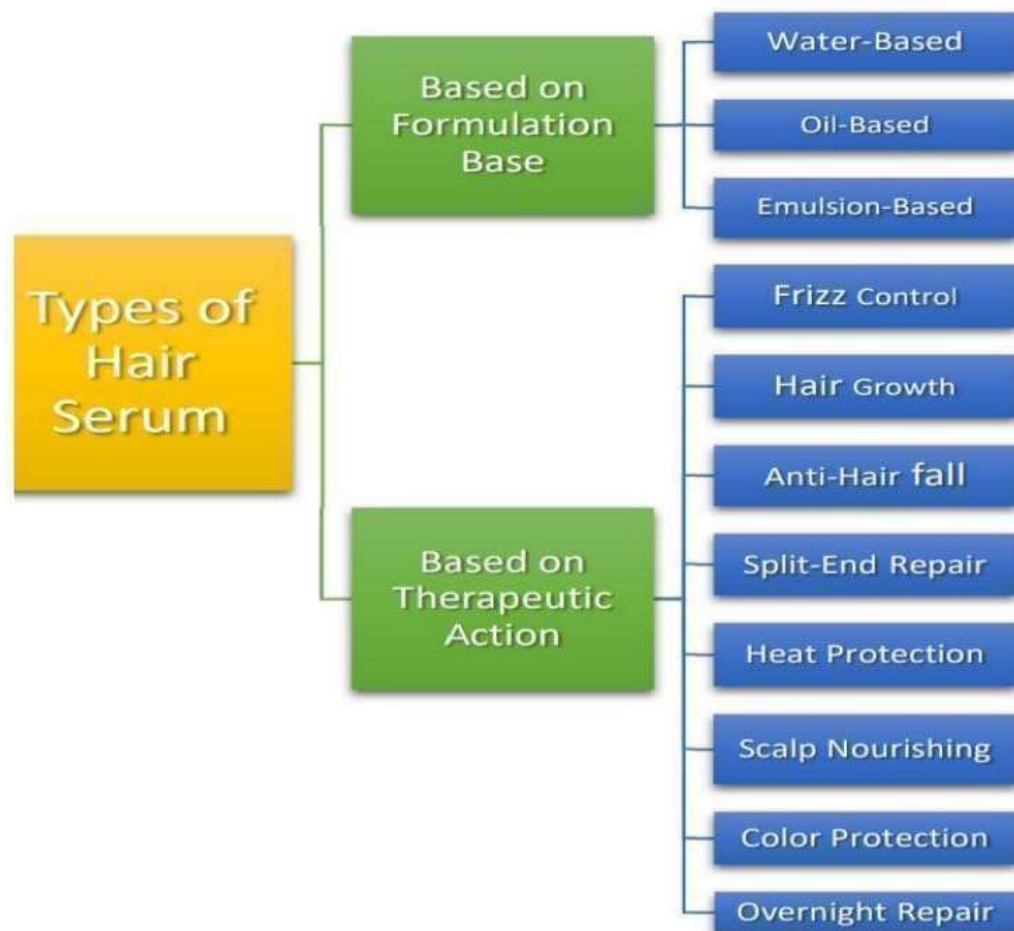 Types of
Hair
Serum
Based on
Formulation
Base
Water-Based
Oil-Based
Emulsion-Based
Based on
Therapeutic
Action
Frizz Control
Hair Growth
Anti-Hair fall
Split-End Repair
Heat Protection
Scalp Nourishing
Color Protection
Overnight Repair